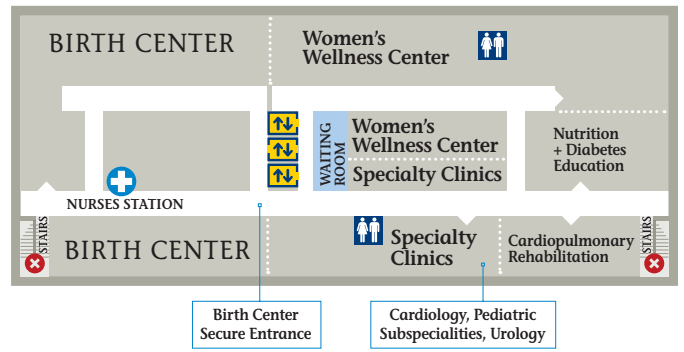 BIRTH CENTER
Women's
Wellness Center
WAITING
ROOM
Women's
Wellness Center
Specialty Clinics
Nutrition
+ Diabetes
Education
NURSES STATION
STAIRS
BIRTH CENTER
Specialty
Clinics
Cardiopulmonary
Rehabilitation
STAIRS
Birth Center
Secure Entrance
Cardiology, Pediatric
Subspecialities, Urology